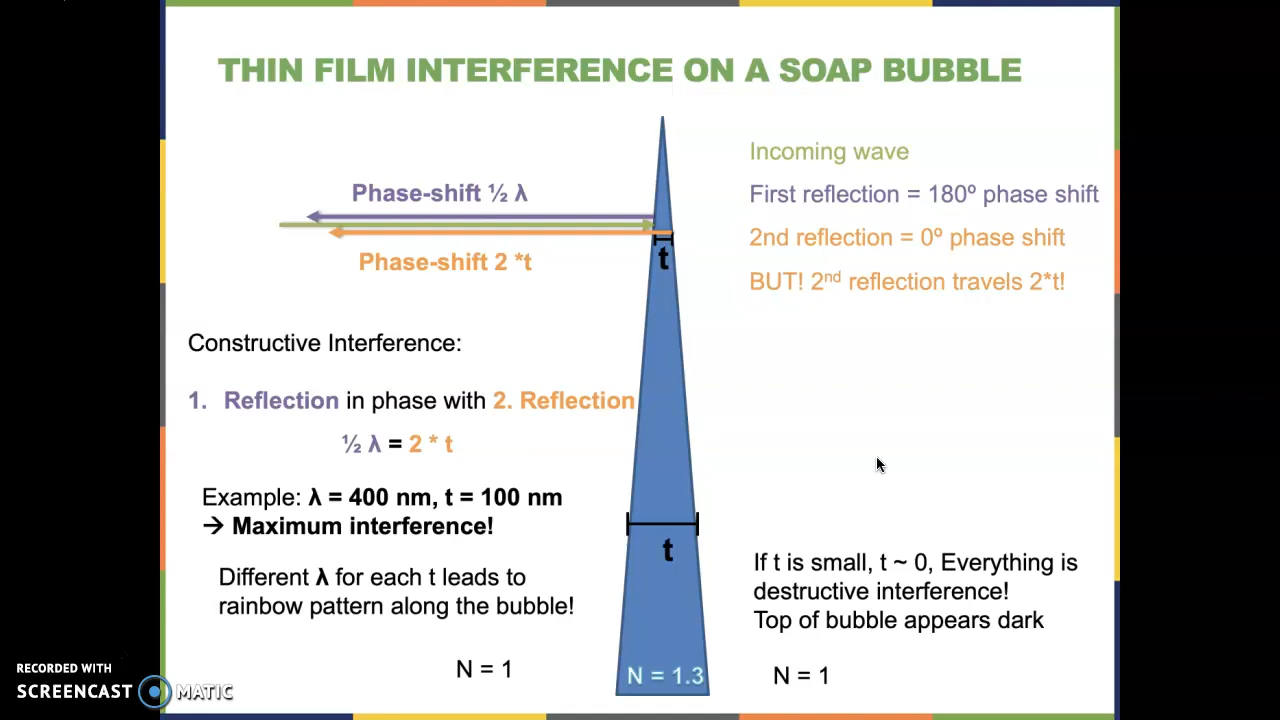 THIN FILM INTERFERENCE ON A SOAP BUBBLE
Incoming wave
First reflection = 180º phase shift
2nd reflection = 0º phase shift
BUT! 2nd reflection travels 2*t!
Phase-shift ½ λ
Phase-shift 2 *t
t
Constructive Interference:
1. Reflection in phase with 2. Reflection
½ λ = 2 * t
Example: λ = 400 nm, t = 100 nm
→ Maximum interference!
Different λ for each t leads to
rainbow pattern along the bubble!
t
If t is small, t ~ 0, Everything is
destructive interference!
Top of bubble appears dark
N = 1
N = 1.3
N = 1
RECORDED WITH
SCREENCAST MATIC